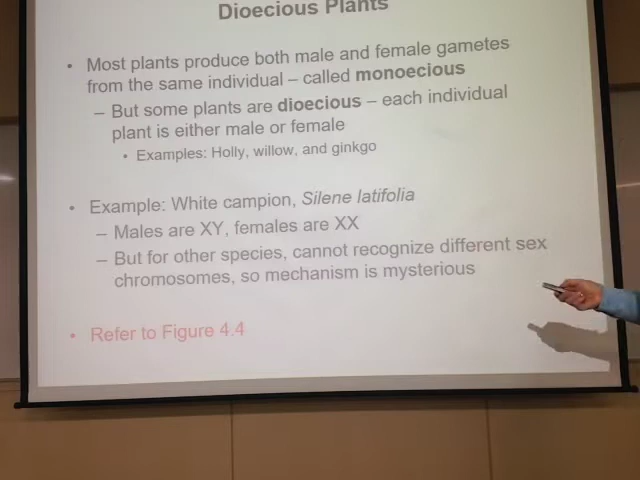 Dioecious Plants
• Most plants produce both male and female gametes
from the same individual – called monoecious
– But some plants are dioecious – each individual
plant is either male or female
• Examples: Holly, willow, and ginkgo
• Example: White campion, Silene latifolia
– Males are XY, females are XX
– But for other species, cannot recognize different sex
chromosomes, so mechanism is mysterious
• Refer to Figure 4.4